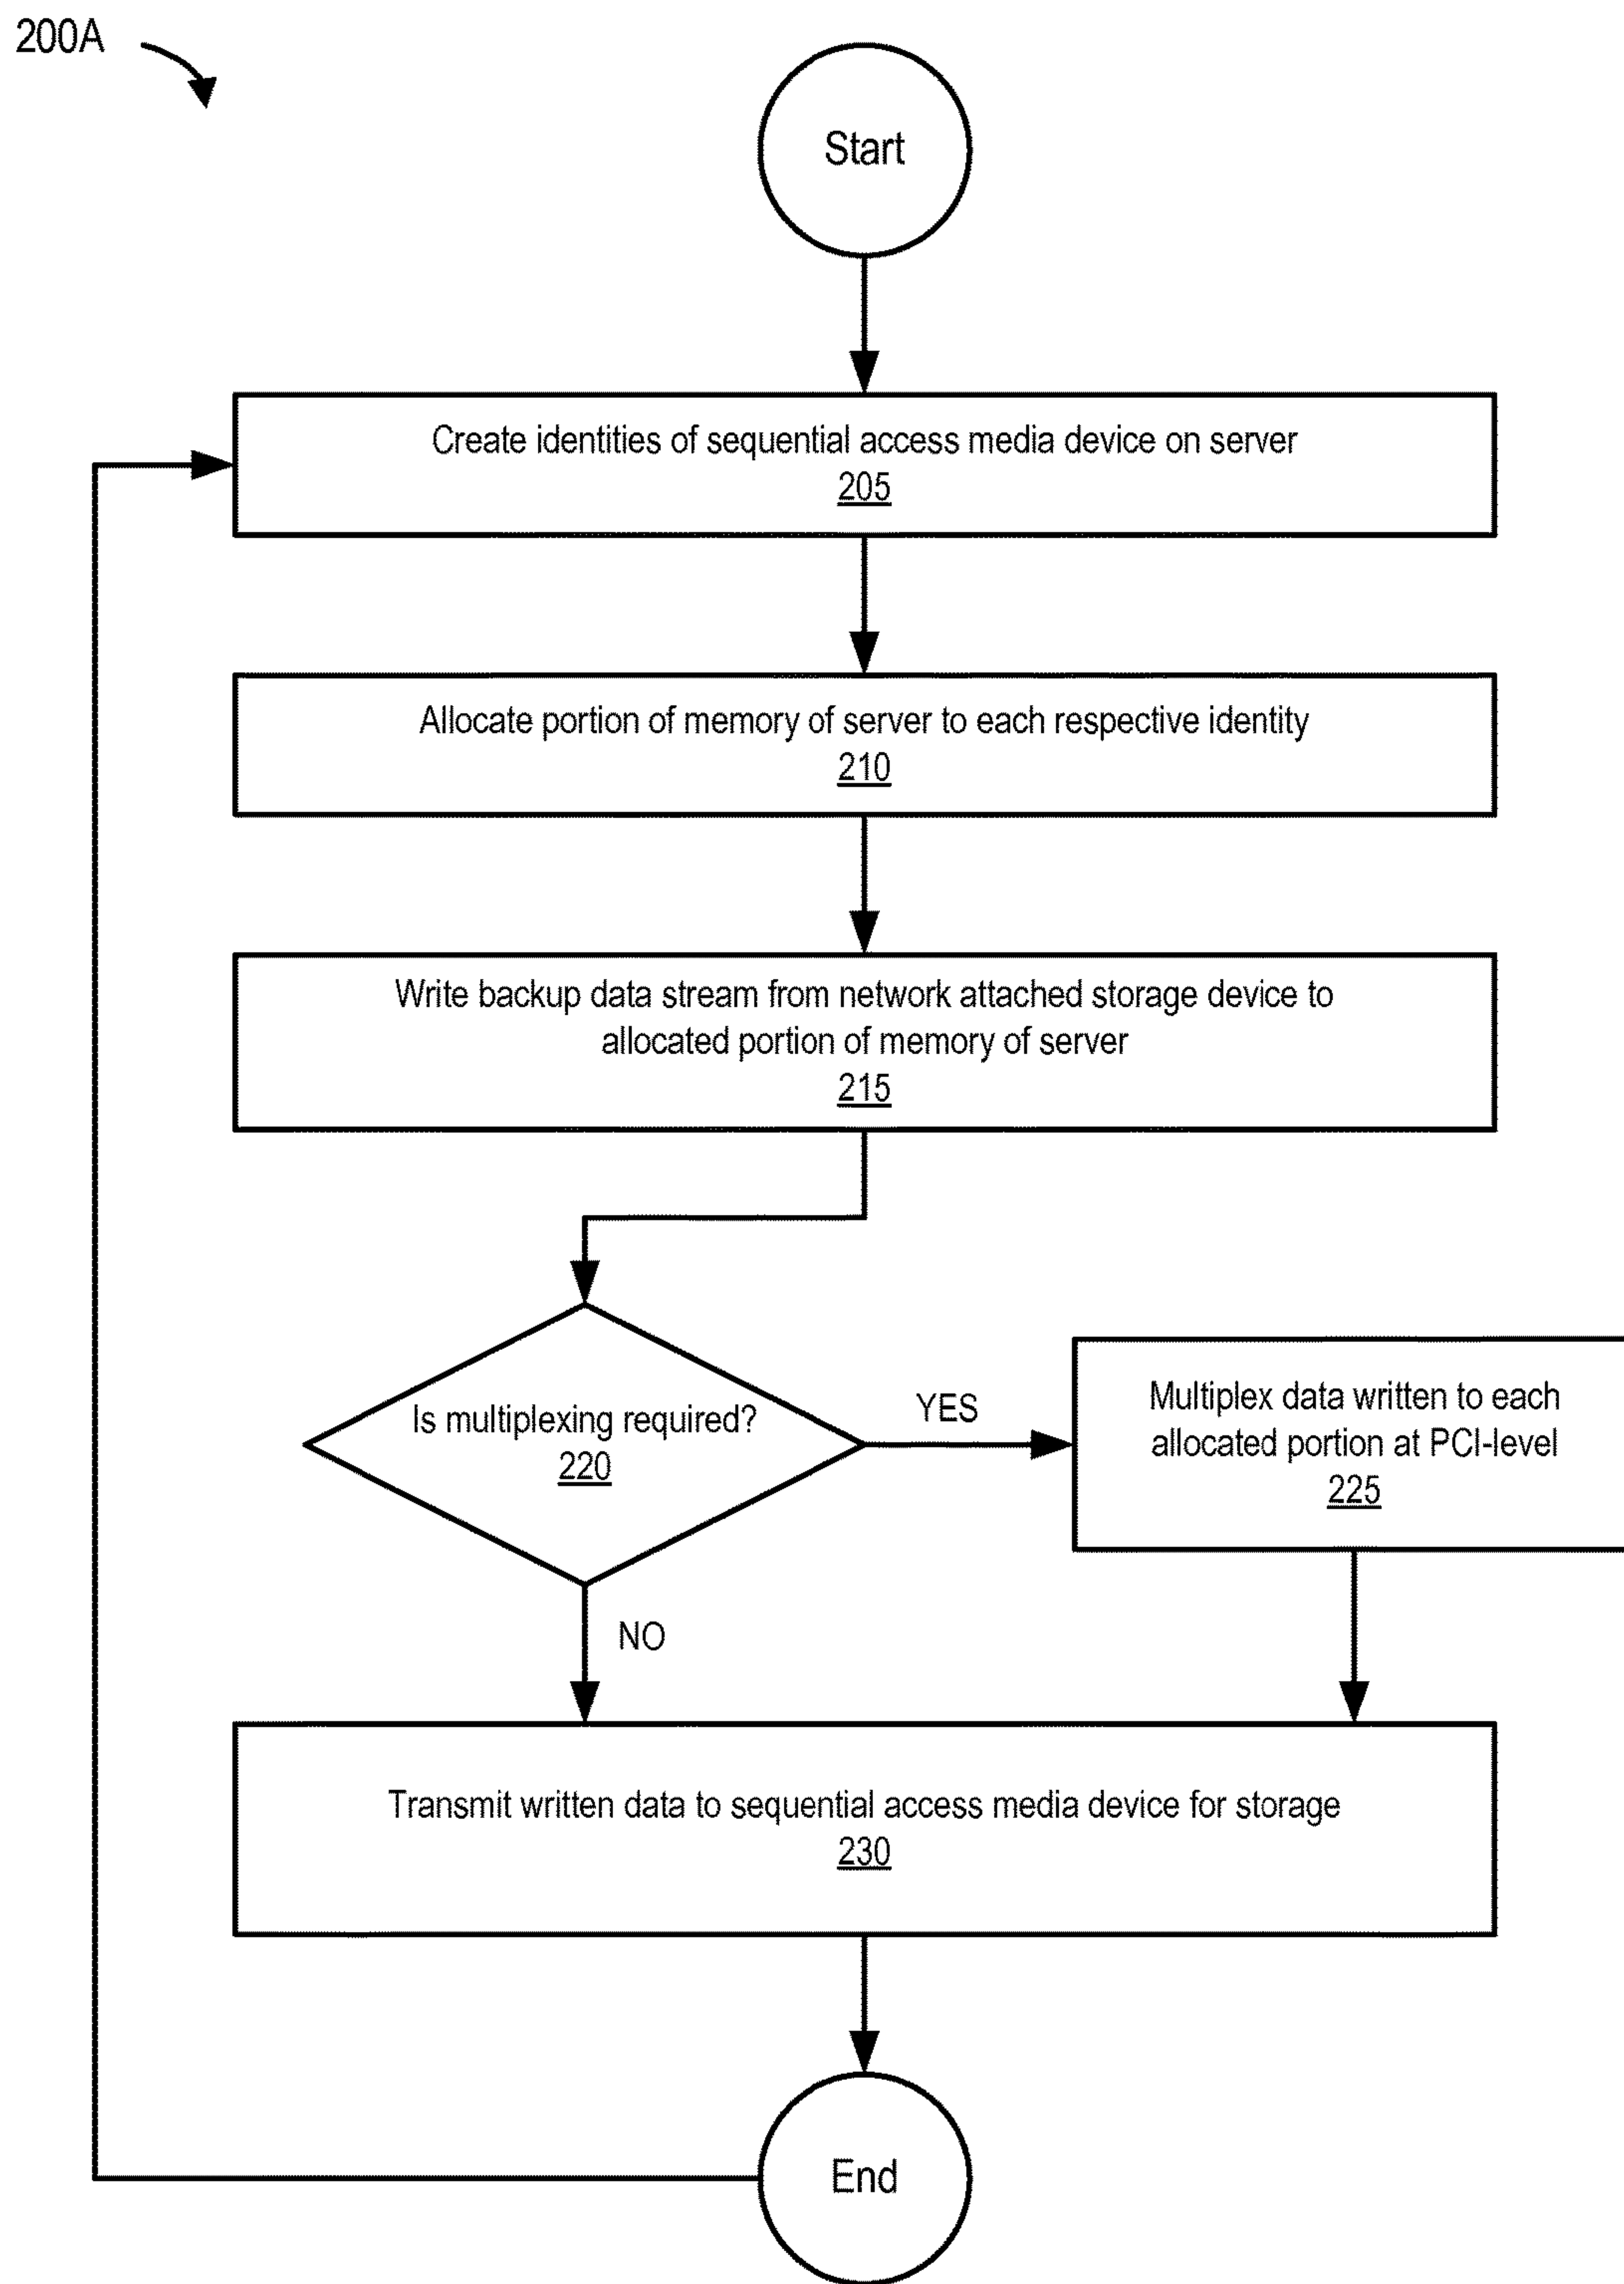 200A
Start
Create identities of sequential access media device on server
205
Allocate portion of memory of server to each respective identity
210
Write backup data stream from network attached storage device to
allocated portion of memory of server
215
Is multiplexing required?
220
YES
Multiplex data written to each
allocated portion at PCI-level
225
NO
Transmit written data to sequential access media device for storage
230
End